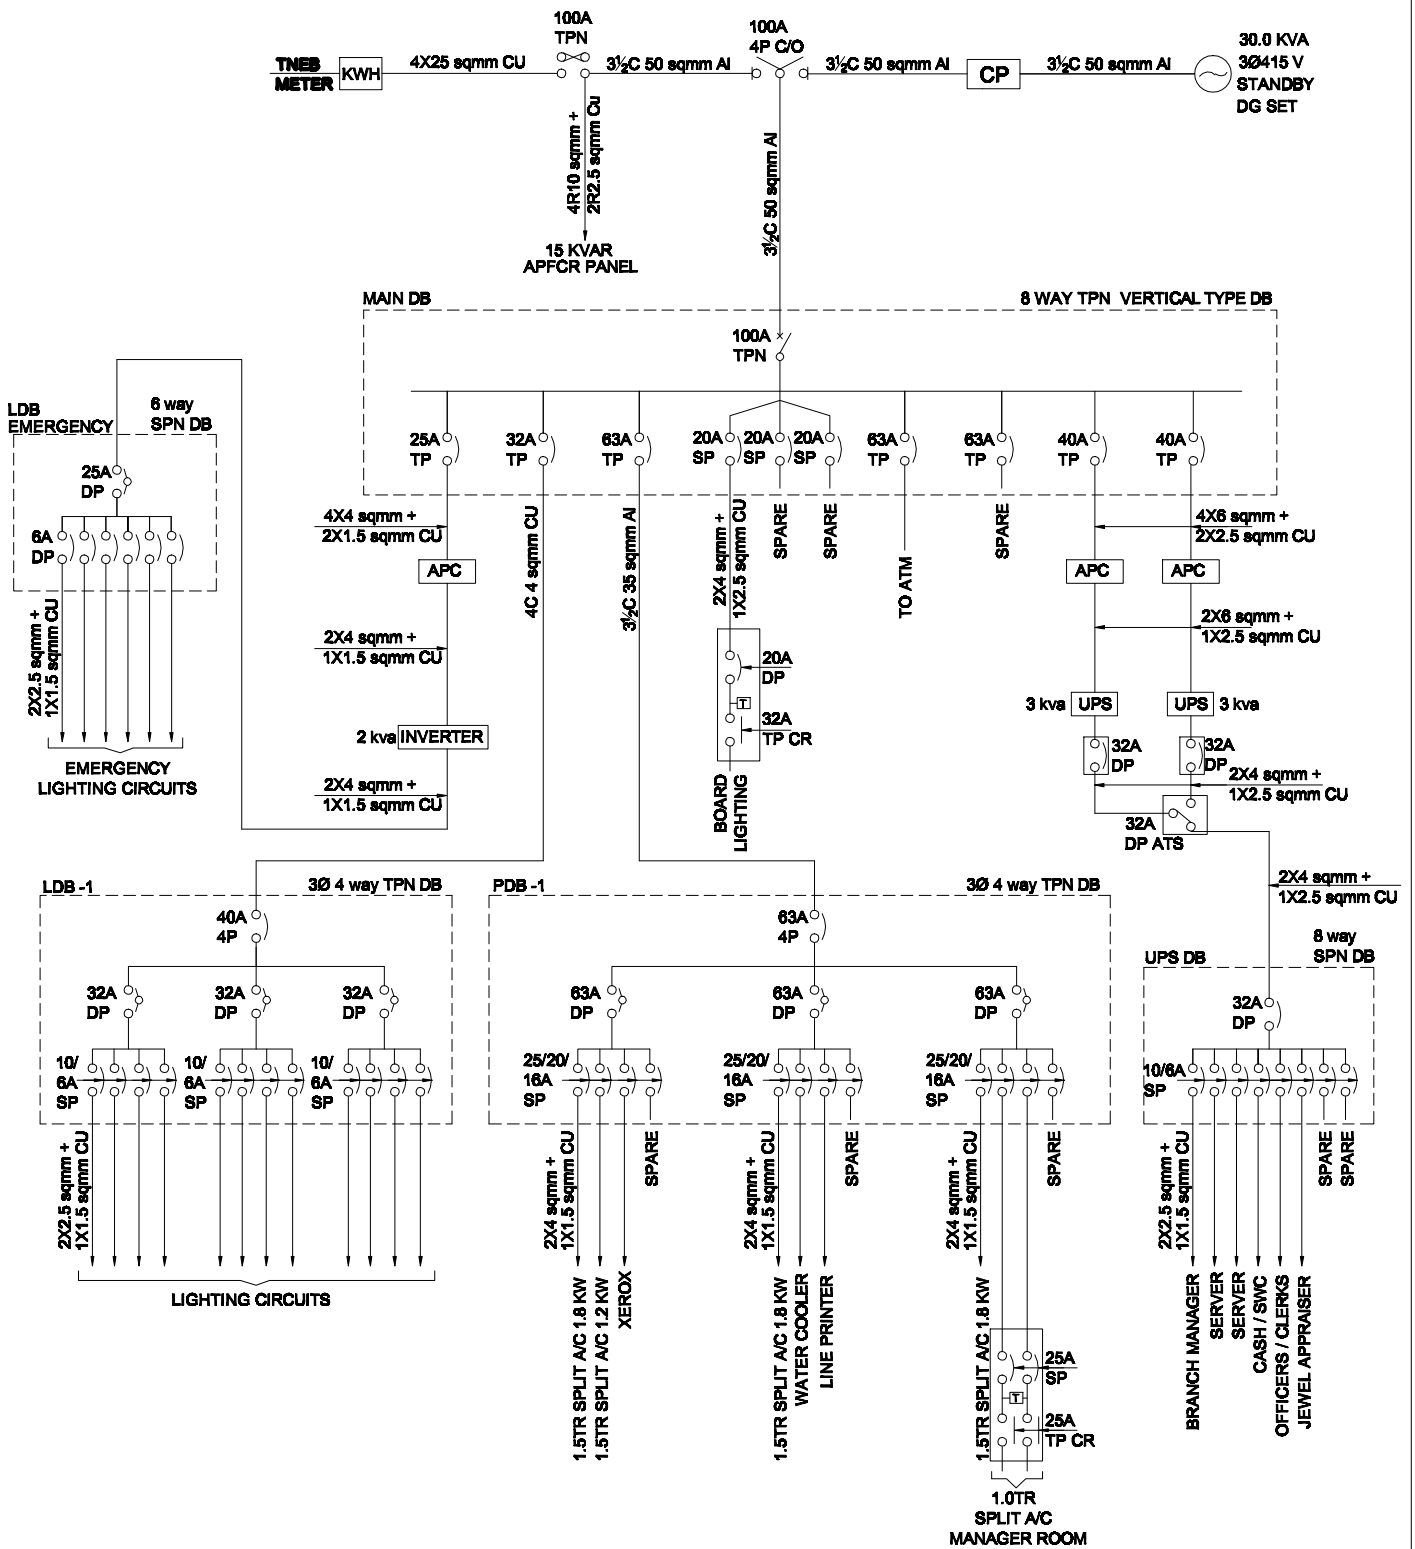 100A
TPN
100A
4P C/O
TNEB
METER
KWH
4X25 sqmm CU
3½C 50 sqmm Al
3½C 50 sqmm Al
CP
3½C 50 sqmm Al
30.0 KVA
3Ø415 V
STANDBY
DG SET
4R10 sqmm +
2R2.5 sqmm Cu
3½C 50 sqmm Al
15 KVAR
APFCR PANEL
MAIN DB
8 WAY TPN VERTICAL TYPE DB
100A
TPN
25A
TP
32A
TP
63A
TP
20A
SP
20A
SP
20A
SP
63A
TP
63A
TP
40A
TP
40A
TP
LDB
EMERGENCY
6 way
SPN DB
25A
DP
6A
DP
2X2.5 sqmm +
1X1.5 sqmm CU
EMERGENCY
LIGHTING CIRCUITS
4X4 sqmm +
2X1.5 sqmm CU
APC
2X4 sqmm +
1X1.5 sqmm CU
2 kva
INVERTER
2X4 sqmm +
1X1.5 sqmm CU
4C 4 sqmm CU
3½C 35 sqmm Al
2X4 sqmm +
1X2.5 sqmm CU
SPARE
SPARE
TO ATM
SPARE
20A
DP
T
32A
TP CR
BOARD
LIGHTING
4X6 sqmm +
2X2.5 sqmm CU
APC
APC
2X6 sqmm +
1X2.5 sqmm CU
3 kva
UPS
UPS
3 kva
32A
DP
32A
DP
2X4 sqmm +
1X2.5 sqmm CU
32A
DP ATS
2X4 sqmm +
1X2.5 sqmm CU
LDB -1
3Ø 4 way TPN DB
40A
4P
32A
DP
32A
DP
32A
DP
10/
6A
SP
10/
6A
SP
10/
6A
SP
2X2.5 sqmm +
1X1.5 sqmm CU
LIGHTING CIRCUITS
PDB -1
3Ø 4 way TPN DB
63A
4P
63A
DP
63A
DP
63A
DP
25/20/
16A
SP
25/20/
16A
SP
25/20/
16A
SP
2X4 sqmm +
1X1.5 sqmm CU
SPARE
2X4 sqmm +
1X1.5 sqmm CU
SPARE
2X4 sqmm +
1X1.5 sqmm CU
SPARE
1.5TR SPLIT A/C 1.8 KW
1.5TR SPLIT A/C 1.2 KW
XEROX
1.5TR SPLIT A/C 1.8 KW
WATER COOLER
LINE PRINTER
1.5TR SPLIT A/C 1.8 KW
25A
SP
T
25A
TP CR
1.0TR
SPLIT A/C
MANAGER ROOM
UPS DB
8 way
SPN DB
32A
DP
10/6A
SP
2X2.5 sqmm +
1X1.5 sqmm CU
SPARE
SPARE
BRANCH MANAGER
SERVER
SERVER
CASH / SWC
OFFICERS / CLERKS
JEWEL APPRAISER